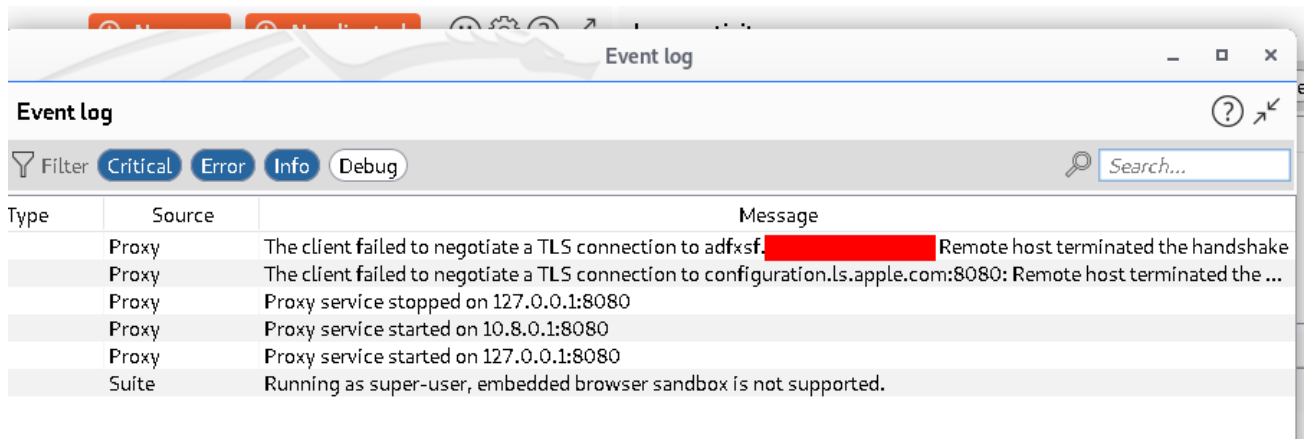 Event log
Event log
Filter Critical Error Info Debug Search...
Type Source Message
Proxy The client failed to negotiate a TLS connection to adfxsf. Remote host terminated the handshake
Proxy The client failed to negotiate a TLS connection to configuration.ls.apple.com:8080: Remote host terminated the ...
Proxy Proxy service stopped on 127.0.0.1:8080
Proxy Proxy service started on 10.8.0.1:8080
Proxy Proxy service started on 127.0.0.1:8080
Suite Running as super-user, embedded browser sandbox is not supported.